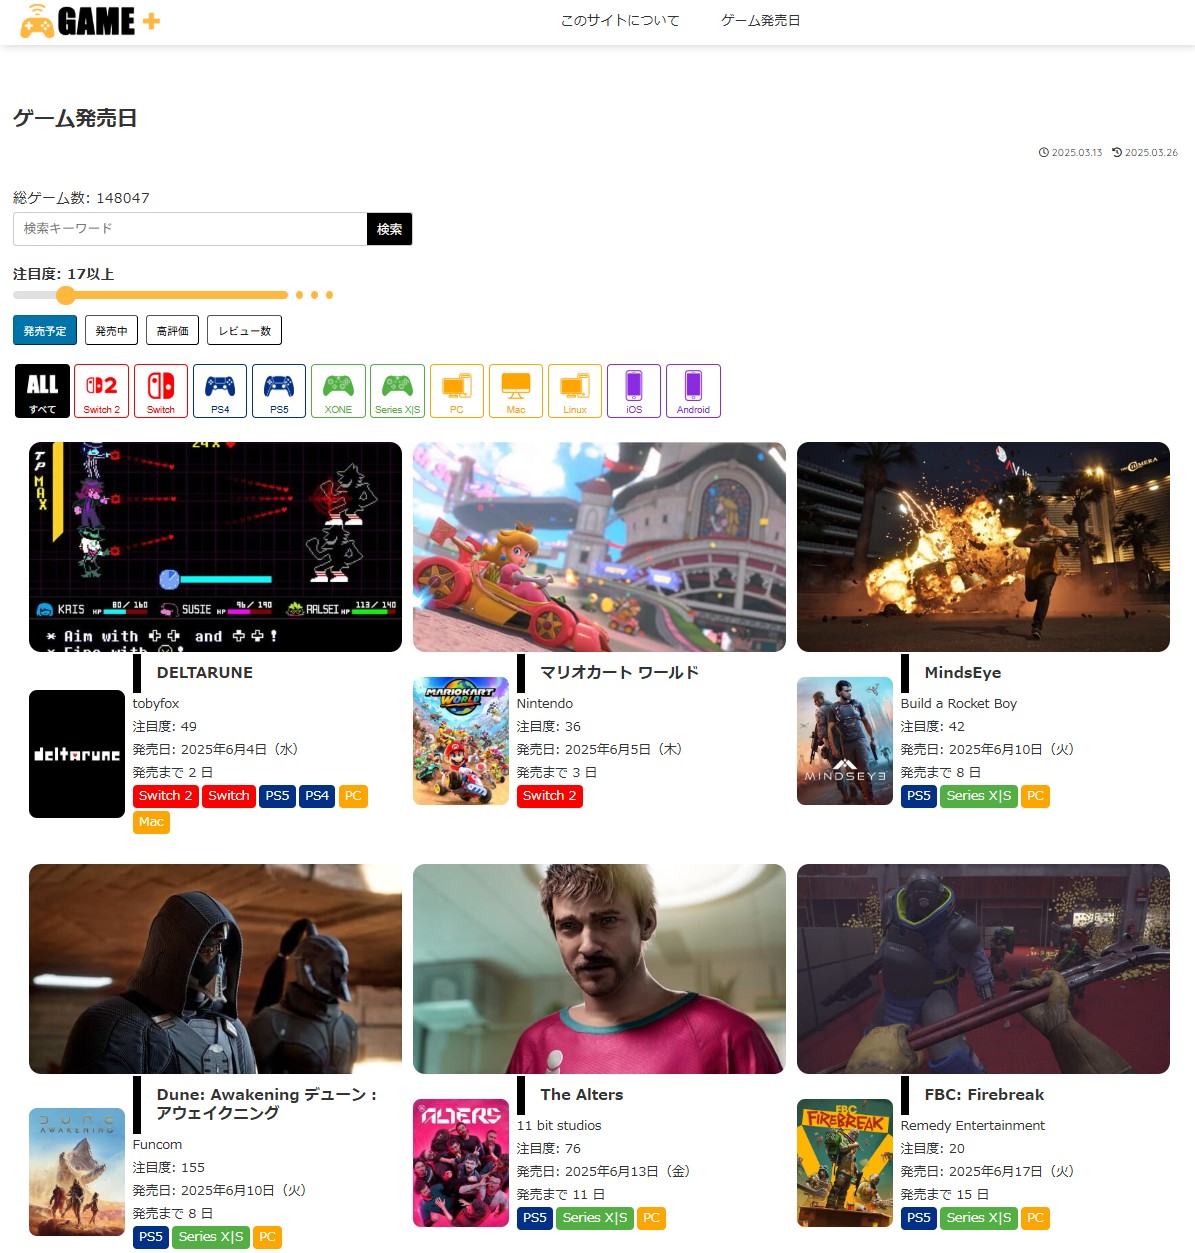 GAME +
このサイトについて
ゲーム発売日
ゲーム発売日
2025.03.13 2025.03.26
総ゲーム数: 148047
検索キーワード 検索
注目度: 17以上
発売予定 発売中 高評価 レビュー数
ALL
すべて Switch 2 Switch PS4 PS5 XONE Series X|S PC Mac Linux iOS Android
24x
TP
MAX
KRIS HP 80/ 160 SUSIE HP 96/ 190 RALSEI HP 113/ 140
* Aim with and !
* Fire with !
DELTARUNE
deltarune
tobyfox
注目度: 49
発売日: 2025年6月4日（水）
発売まで 2 日
Switch 2 Switch PS5 PS4 PC
Mac
マリオカート ワールド
MARIOKART
WORLD
Nintendo
注目度: 36
発売日: 2025年6月5日（木）
発売まで 3 日
Switch 2
MindsEye
MINDSEYE
Build a Rocket Boy
注目度: 42
発売日: 2025年6月10日（火）
発売まで 8 日
PS5 Series X|S PC
Dune: Awakening デューン :
アウェイクニング
DUNE
AWAKENING
Funcom
注目度: 155
発売日: 2025年6月10日（火）
発売まで 8 日
PS5 Series X|S PC
The Alters
ALTERS
11 bit studios
注目度: 76
発売日: 2025年6月13日（金）
発売まで 11 日
PS5 Series X|S PC
FBC: Firebreak
FBC
FIREBREAK
Remedy Entertainment
注目度: 20
発売日: 2025年6月17日（火）
発売まで 15 日
PS5 Series X|S PC